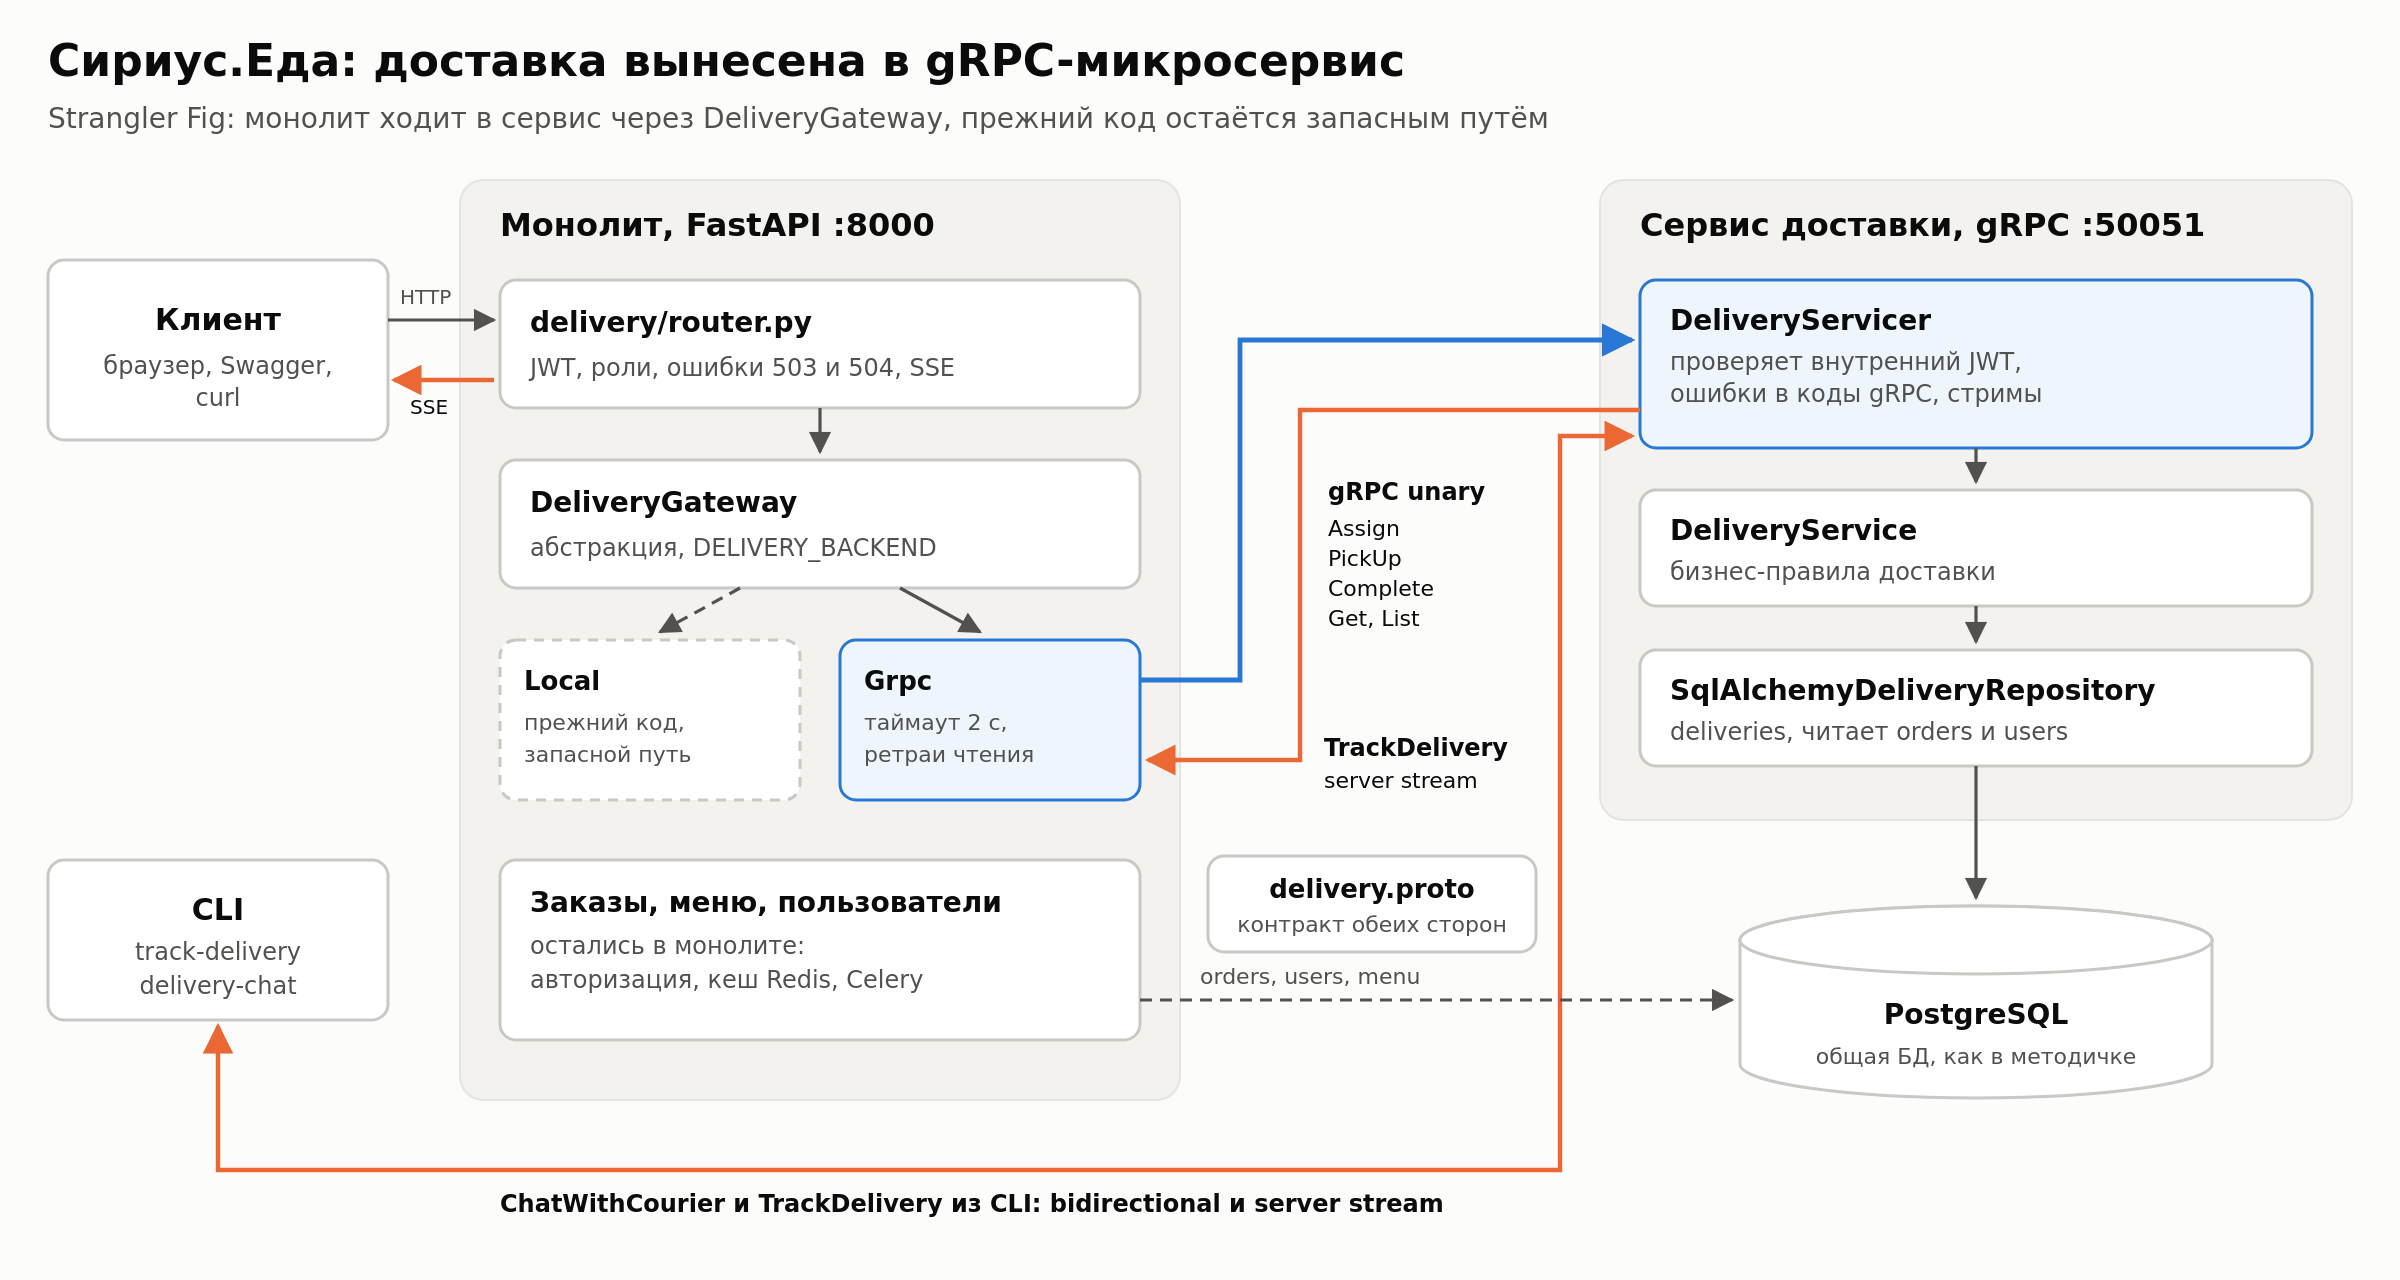 Сириус.Еда: доставка вынесена в gRPC-микросервис
Strangler Fig: монолит ходит в сервис через DeliveryGateway, прежний код остаётся запасным путём
Клиент
браузер, Swagger,
curl
HTTP
SSE
Монолит, FastAPI :8000
delivery/router.py
JWT, роли, ошибки 503 и 504, SSE
DeliveryGateway
абстракция, DELIVERY_BACKEND
Local
прежний код,
запасной путь
Grpc
таймаут 2 с,
ретраи чтения
Заказы, меню, пользователи
остались в монолите:
авторизация, кеш Redis, Celery
CLI
track-delivery
delivery-chat
gRPC unary
Assign
PickUp
Complete
Get, List
TrackDelivery
server stream
delivery.proto
контракт обеих сторон
orders, users, menu
Сервис доставки, gRPC :50051
DeliveryServicer
проверяет внутренний JWT,
ошибки в коды gRPC, стримы
DeliveryService
бизнес-правила доставки
SqlAlchemyDeliveryRepository
deliveries, читает orders и users
PostgreSQL
общая БД, как в методичке
ChatWithCourier и TrackDelivery из CLI: bidirectional и server stream